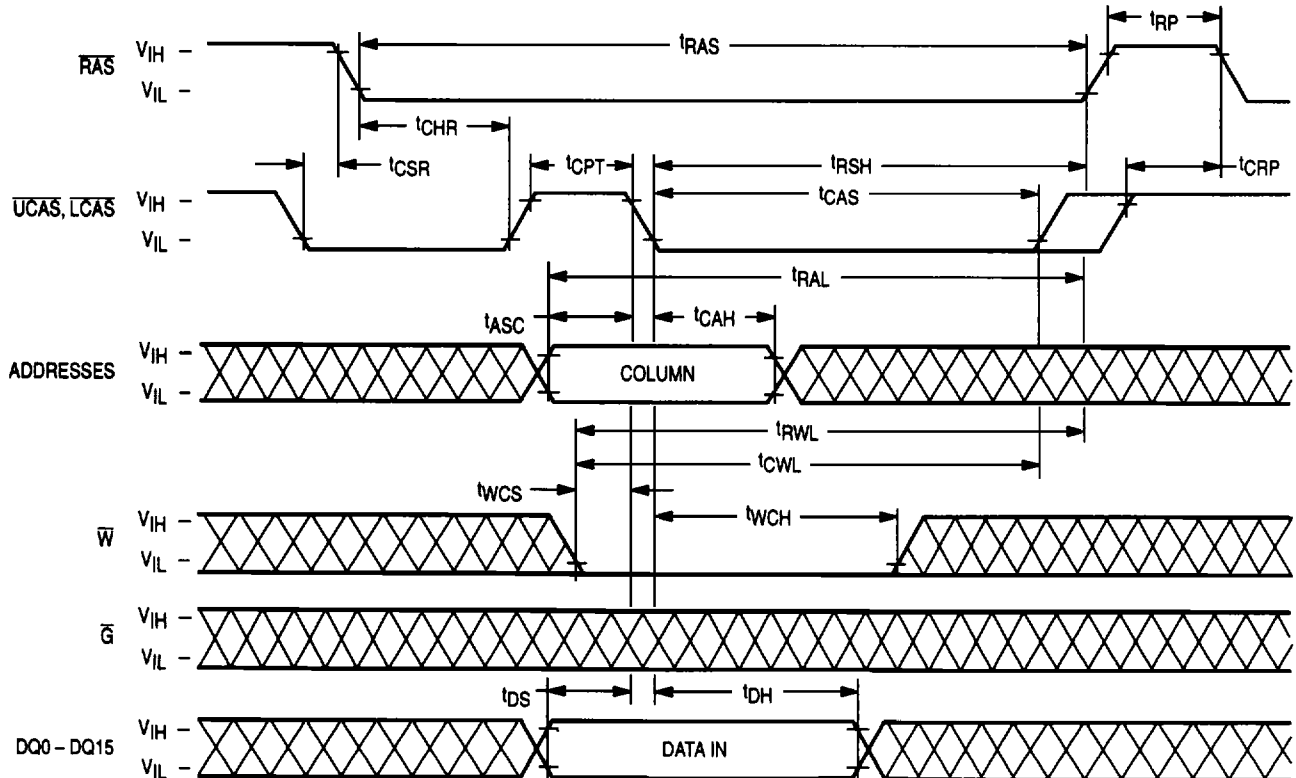 tRP
VIH –
tRAS
RAS
VIL –
tCHR
tCSR
tCPT
tRSH
tCRP
tCAS
VIH –
UCAS, LCAS
VIL –
tRAL
tASC
tCAH
VIH –
ADDRESSES
COLUMN
VIL –
tRWL
tCWL
tWCS
tWCH
VIH –
W
VIL –
VIH –
G
VIL –
tDS
tDH
VIH –
DQ0 – DQ15
DATA IN
VIL –